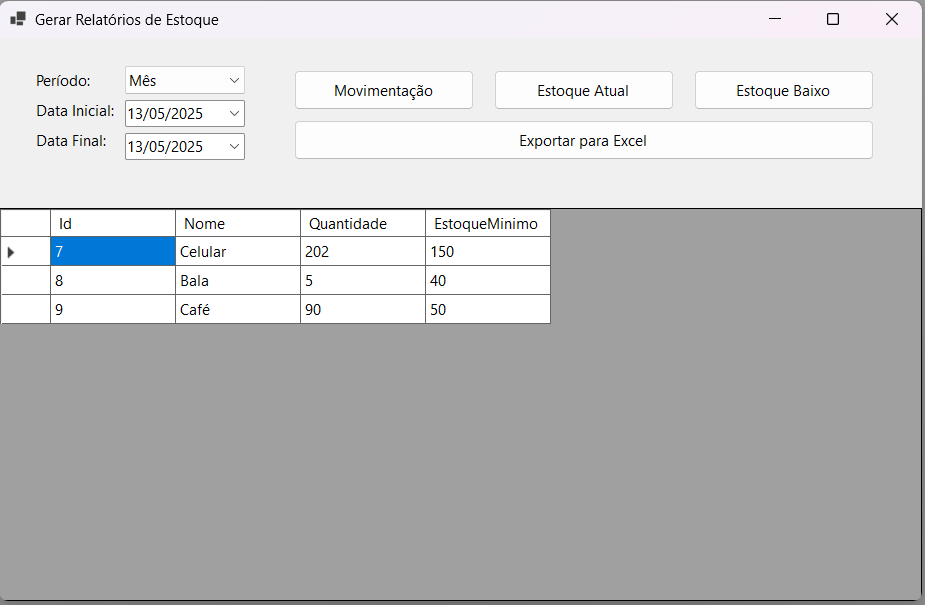 Gerar Relatórios de Estoque
Período: Mês
Data Inicial: 13/05/2025
Data Final: 13/05/2025
Movimentação Estoque Atual Estoque Baixo
Exportar para Excel
Id Nome Quantidade EstoqueMinimo
7 Celular 202 150
8 Bala 5 40
9 Café 90 50